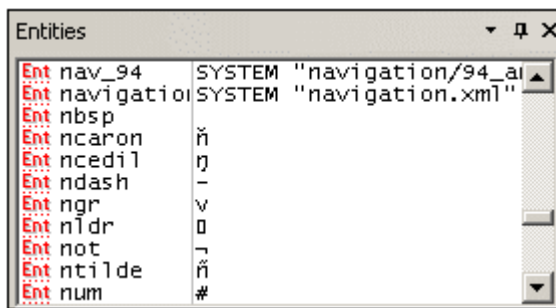 Entities
Ent nav_94 SYSTEM "navigation/94_a
Ent navigation SYSTEM "navigation.xml"
Ent nbsp
Ent ncaron ň
Ent ncedil ņ
Ent ndash –
Ent ngr ν
Ent nldr ▯
Ent not ¬
Ent ntilde ñ
Ent num #